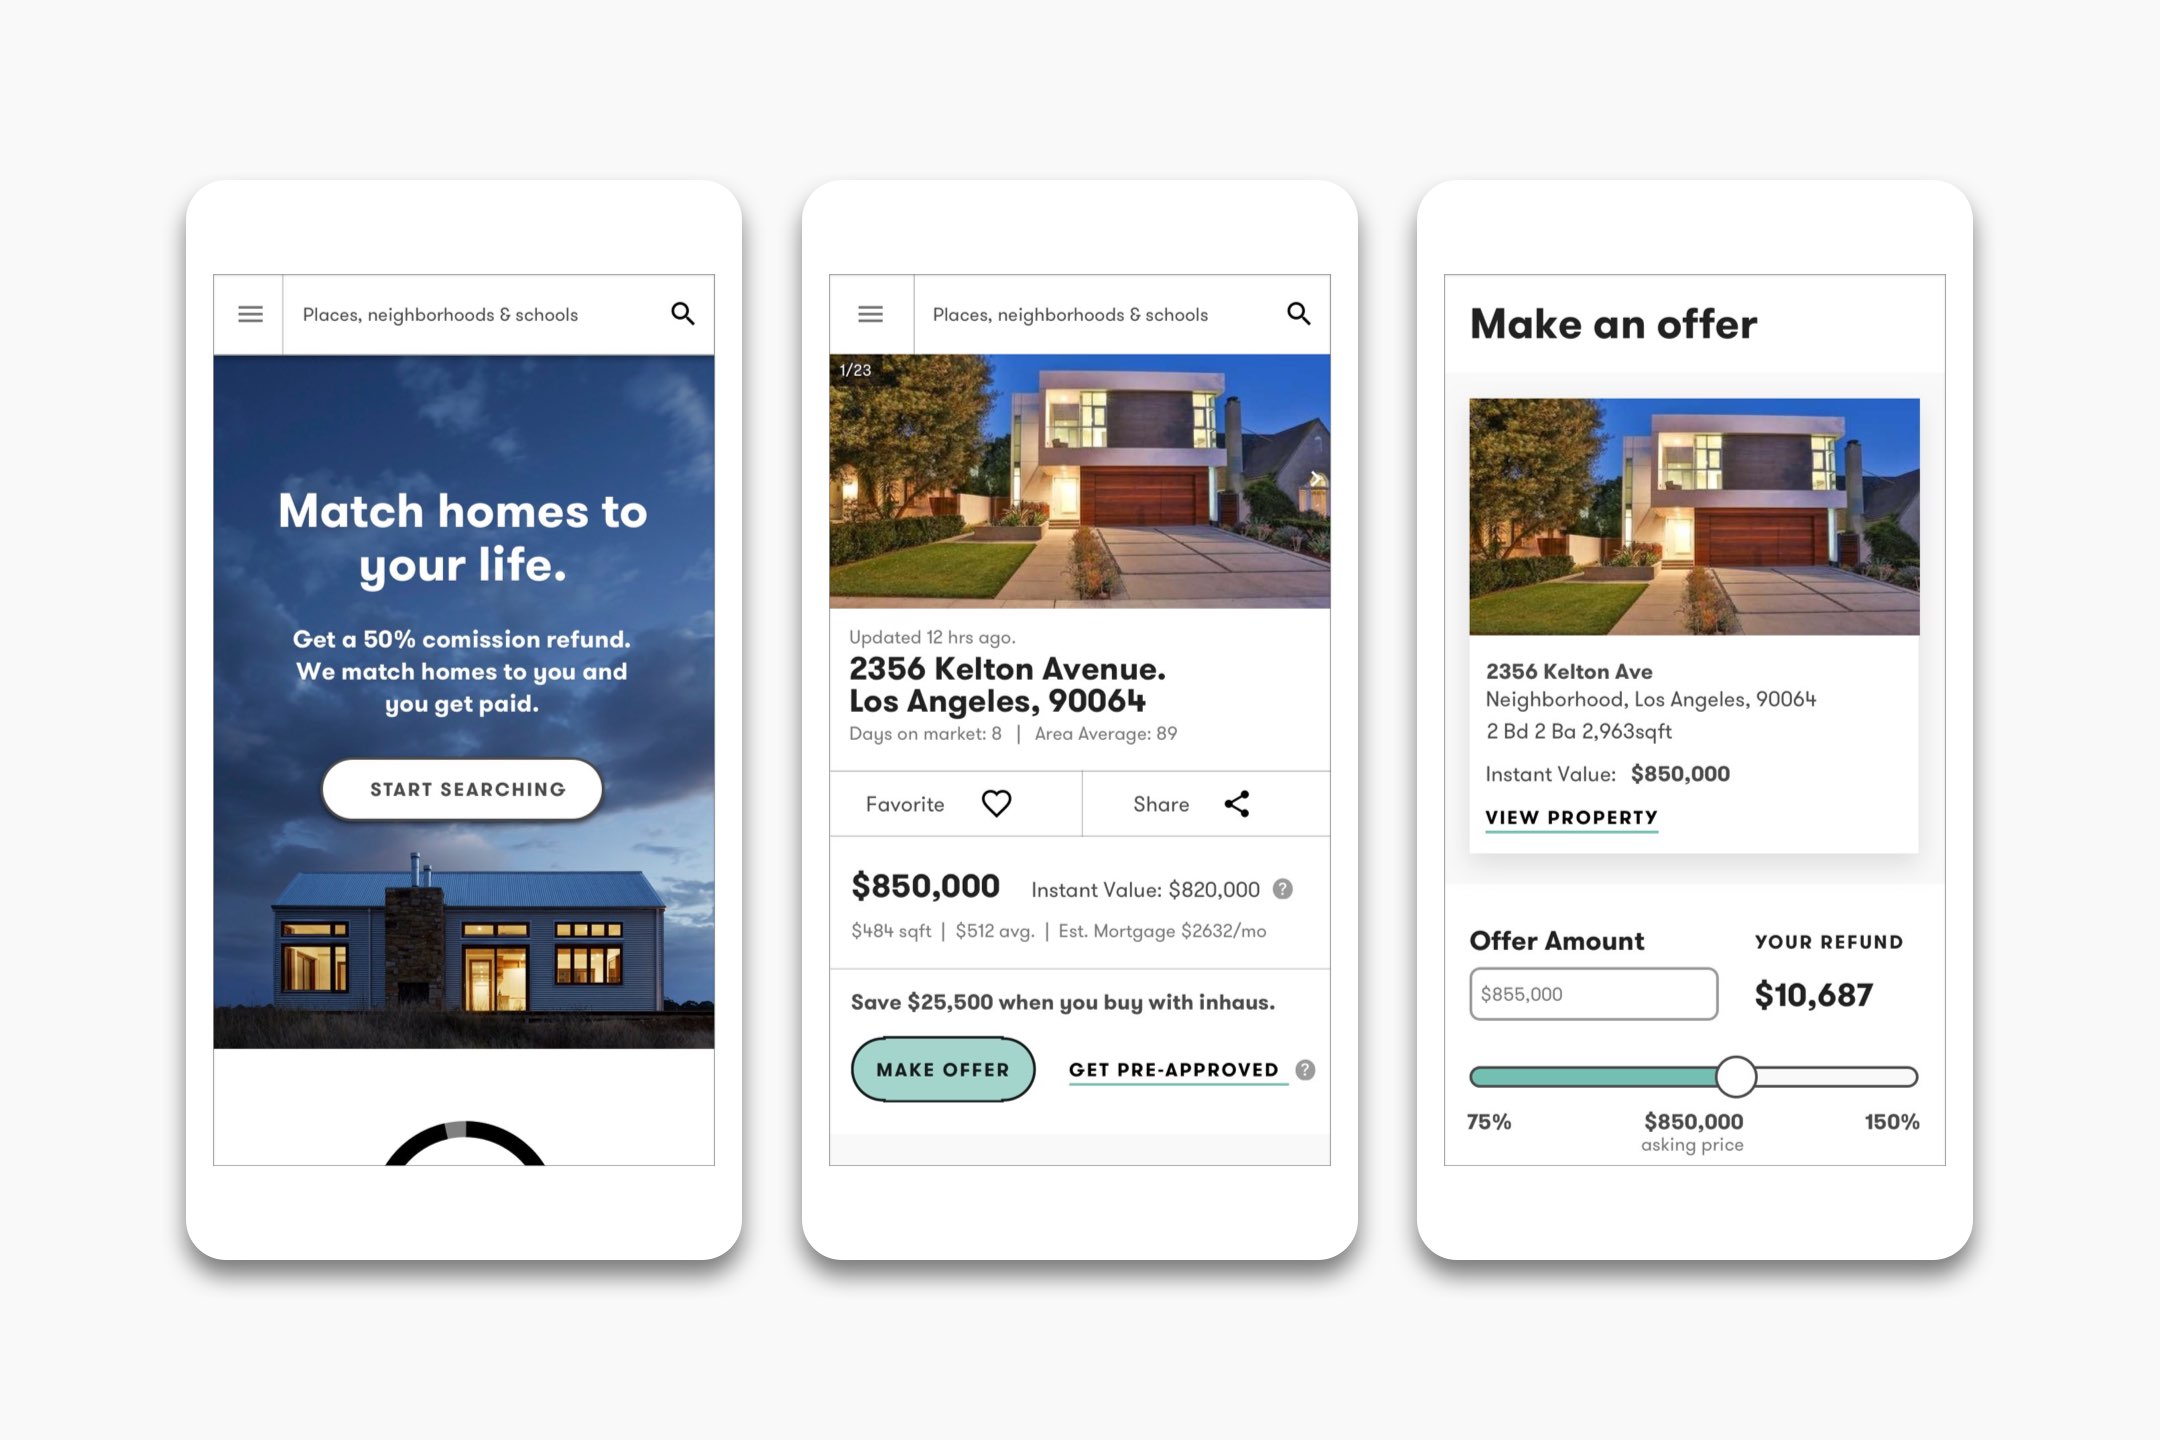 Places, neighborhoods & schools
Match homes to
your life.
Get a 50% comission refund.
We match homes to you and
you get paid.
START SEARCHING
Places, neighborhoods & schools
1/23
Updated 12 hrs ago.
2356 Kelton Avenue.
Los Angeles, 90064
Days on market: 8 | Area Average: 89
Favorite
Share
$850,000 Instant Value: $820,000 ?
$484 sqft | $512 avg. | Est. Mortgage $2632/mo
Save $25,500 when you buy with inhaus.
MAKE OFFER
GET PRE-APPROVED ?
Make an offer
2356 Kelton Ave
Neighborhood, Los Angeles, 90064
2 Bd 2 Ba 2,963sqft
Instant Value: $850,000
VIEW PROPERTY
Offer Amount
YOUR REFUND
$855,000
$10,687
75% $850,000 150%
asking price